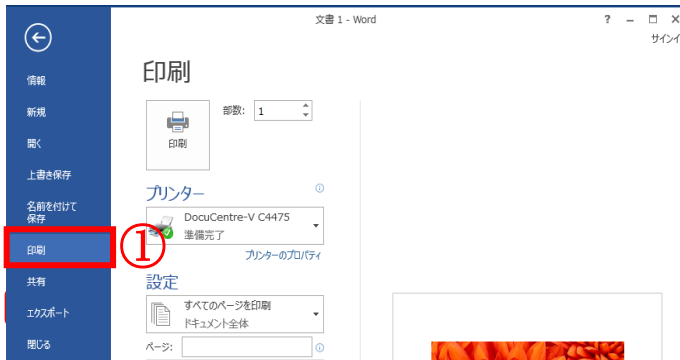 文書 1 - Word
?
サインイ
印刷
情報
新規
開く
上書き保存
名前を付けて
保存
印刷
共有
エクスポート
閉じる
①
部数: 1
印刷
プリンター
DocuCentre-V C4475
準備完了
プリンターのプロパティ
設定
すべてのページを印刷
ドキュメント全体
ページ: